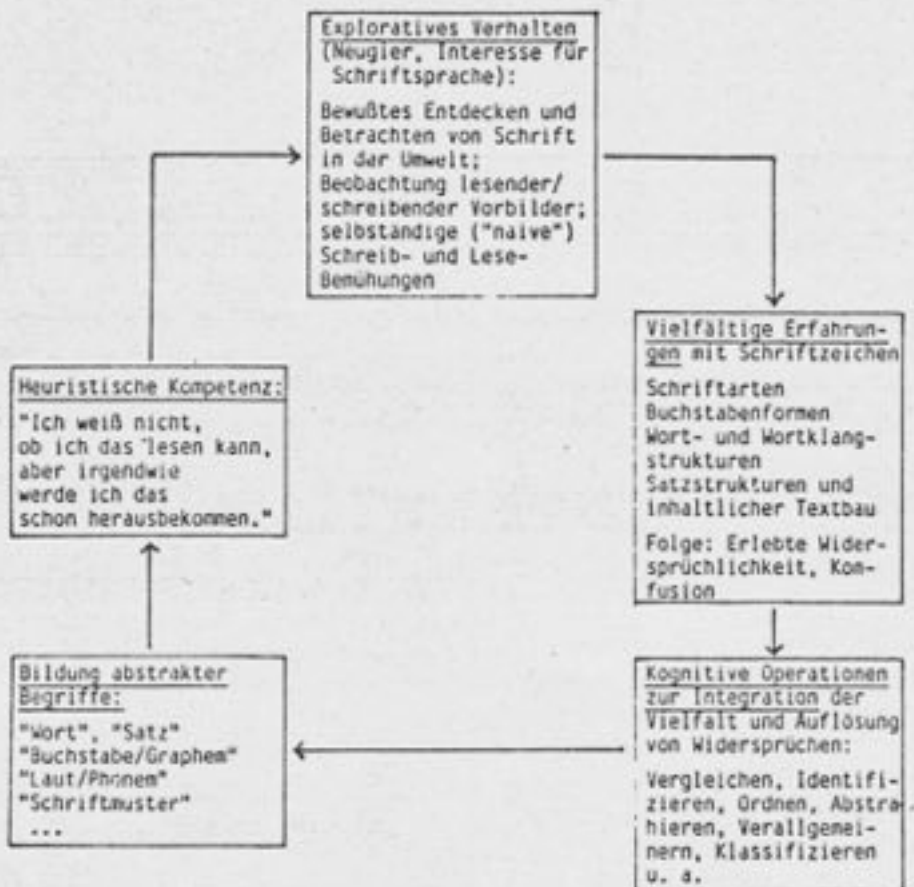 Exploratives Verhalten
(Neugier, Interesse für
Schriftsprache):
Bewußtes Entdecken und
Betrachten von Schrift
in der Umwelt;
Beobachtung lesender/
schreibender Vorbilder;
selbständige ("naive")
Schreib- und Lese-
Bemühungen
Vielfältige Erfahrun-
gen mit Schriftzeichen
Schriftarten
Buchstabenformen
Wort- und Wortklang-
strukturen
Satzstrukturen und
inhaltlicher Textbau
Folge: Erlebte Wider-
sprüchlichkeit, Kon-
fusion
Kognitive Operationen
zur Integration der
Vielfalt und Auflösung
von Widersprüchen:
Vergleichen, Identifi-
zieren, Ordnen, Abstra-
hieren, Verallgemei-
nern, Klassifizieren
u. a.
Bildung abstrakter
Begriffe:
"Wort", "Satz"
"Buchstabe/Graphem"
"Laut/Phonem"
"Schriftmuster"
...
Heuristische Kompetenz:
"Ich weiß nicht,
ob ich das lesen kann,
aber irgendwie
werde ich das
schon herausbekommen."